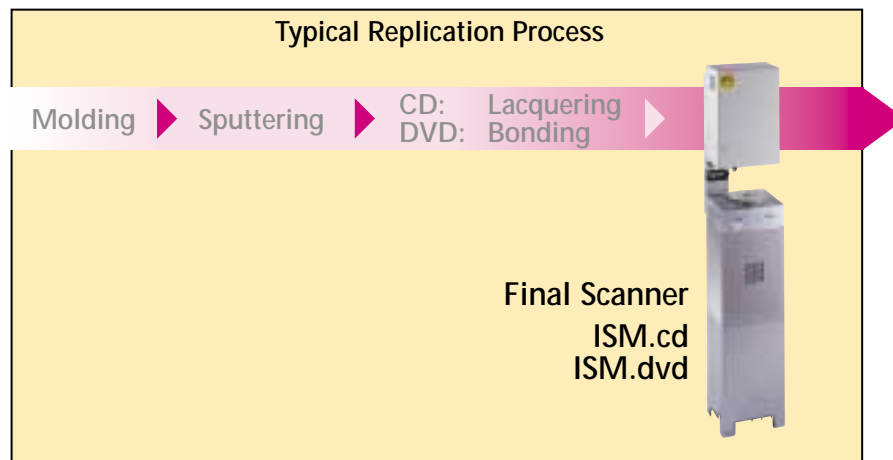 Typical Replication Process
Molding Sputtering CD: Lacquering
DVD: Bonding
Final Scanner
ISM.cd
ISM.dvd